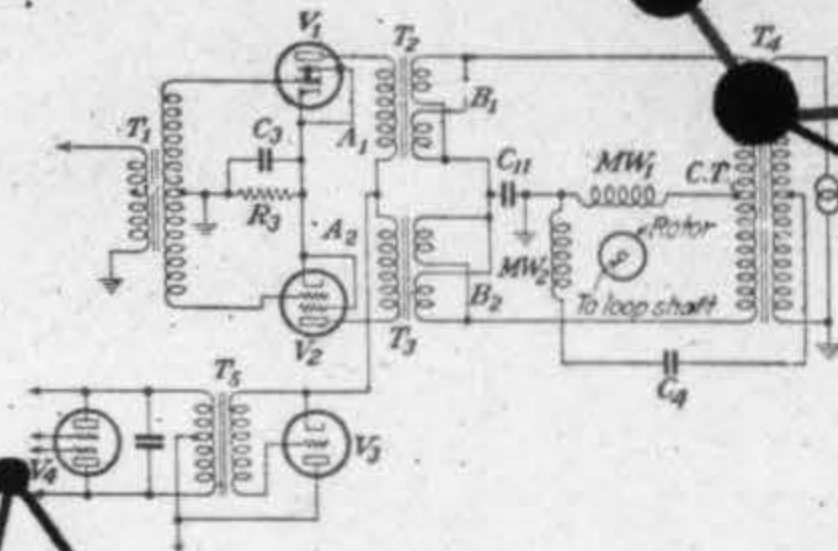 V1
T2
T4
B1
C3
A1
T1
C11
MW1
C.T.
R3
A2
Rotor
MW2
B2
To loop shaft
V2
T3
T5
C4
V4
V3